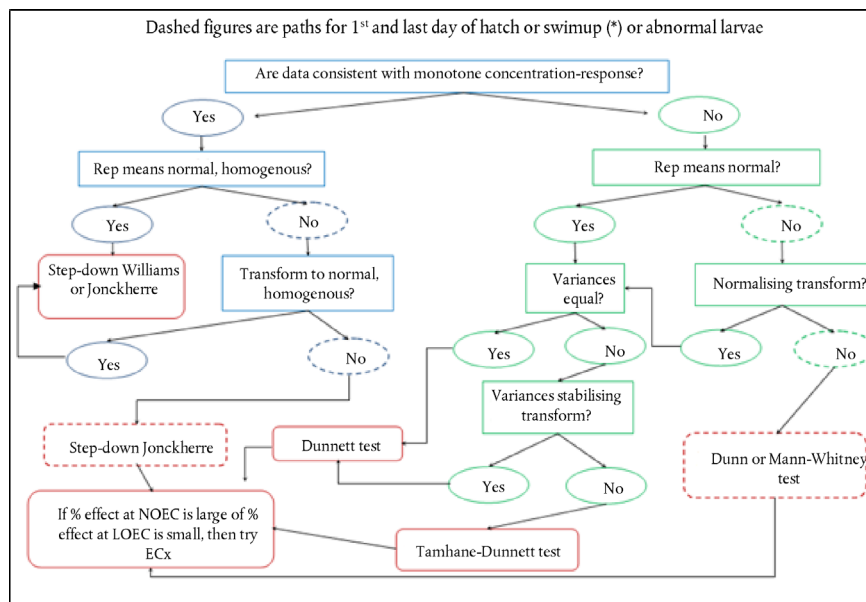 Dashed figures are paths for 1st and last day of hatch or swimup (*) or abnormal larvae
Are data consistent with monotone concentration-response?
Yes
No
Rep means normal, homogenous?
Rep means normal?
Yes
No
Yes
No
Step-down Williams
or Jonckherre
Transform to normal,
homogenous?
Variances
equal?
Normalising transform?
Yes
No
Yes
No
Yes
No
Variances stabilising
transform?
Step-down Jonckherre
Dunnett test
Dunn or Mann-Whitney
test
Yes
No
If % effect at NOEC is large of %
effect at LOEC is small, then try
ECx
Tamhane-Dunnett test